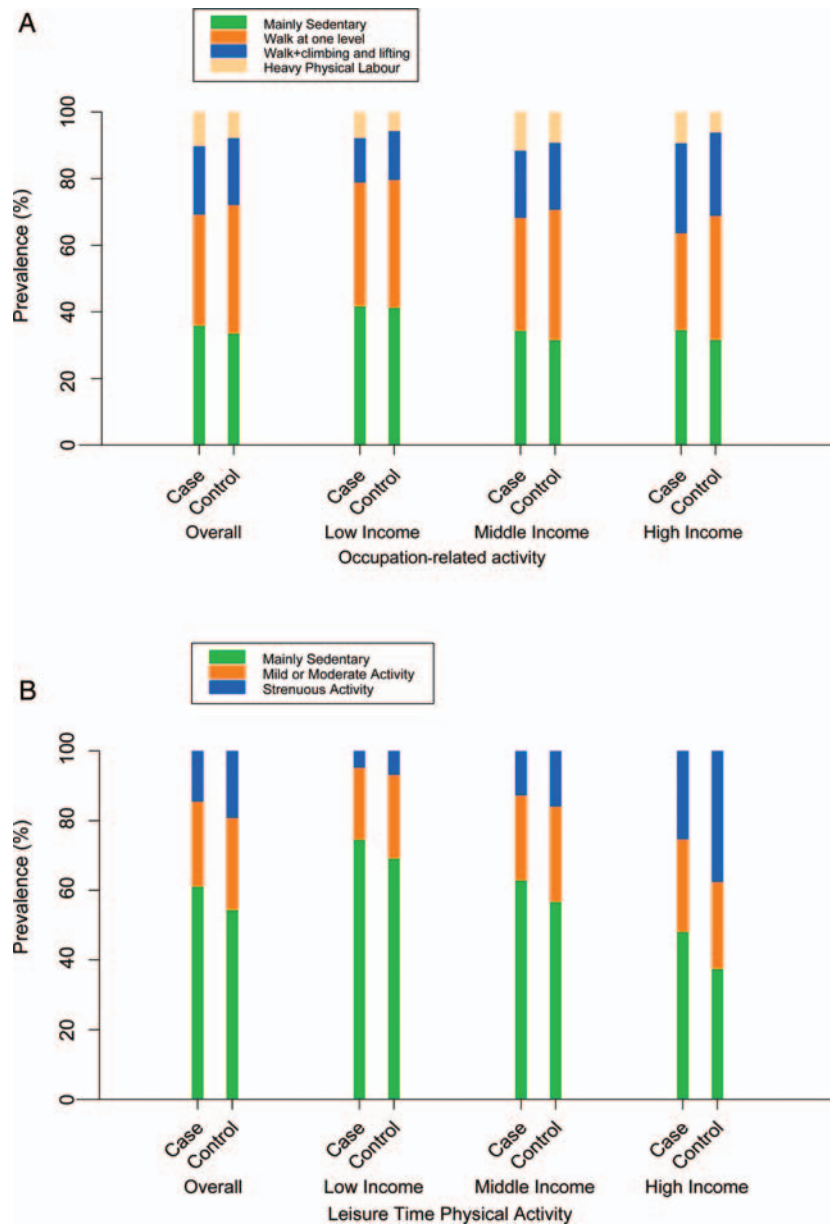 A
Mainly Sedentary
Walk at one level
Walk+climbing and lifting
Heavy Physical Labour
Prevalence (%)
100
80
60
40
20
0
Case Control Case Control Case Control Case Control
Overall Low Income Middle Income High Income
Occupation-related activity
B
Mainly Sedentary
Mild or Moderate Activity
Strenuous Activity
Prevalence (%)
100
80
60
40
20
0
Case Control Case Control Case Control Case Control
Overall Low Income Middle Income High Income
Leisure Time Physical Activity